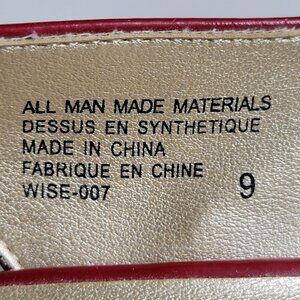 ALL MAN MADE MATERIALS
DESSUS EN SYNTHETIQUE
MADE IN CHINA
FABRIQUE EN CHINE
WISE-007 9